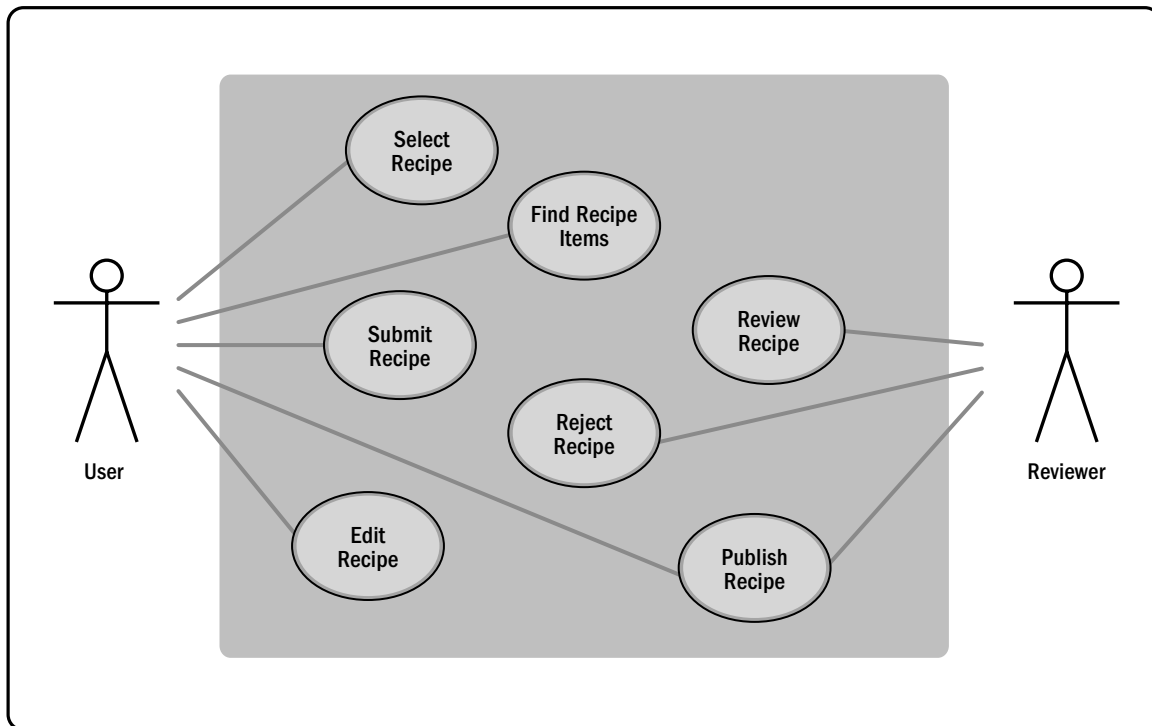 Select
Recipe
Find Recipe
Items
Submit
Recipe
Review
Recipe
Reject
Recipe
User
Reviewer
Edit
Recipe
Publish
Recipe